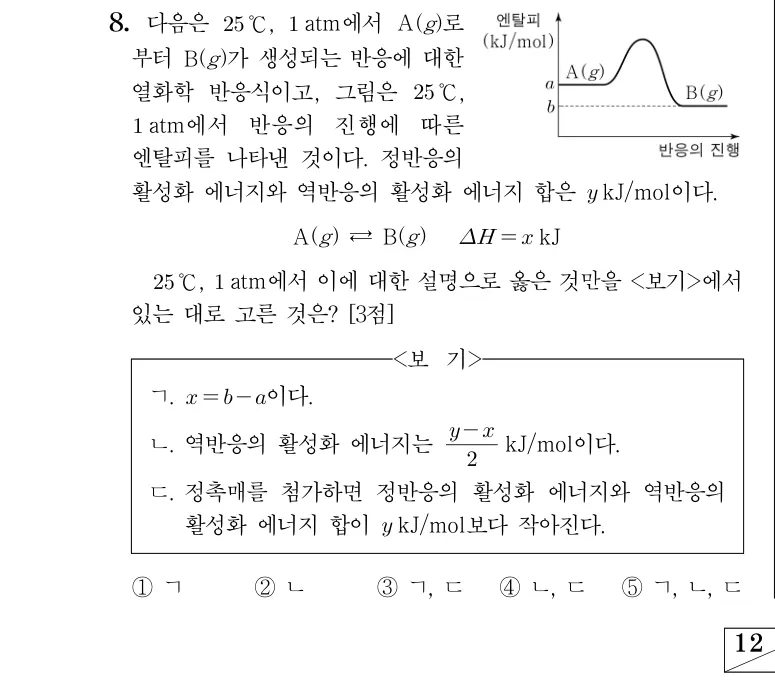 8. 다음은 25℃, 1 atm에서 A(g)로
부터 B(g)가 생성되는 반응에 대한
열화학 반응식이고, 그림은 25℃,
1 atm에서 반응의 진행에 따른
엔탈피를 나타낸 것이다. 정반응의
엔탈피
(kJ/mol)
a
b
A(g)
B(g)
반응의 진행
활성화 에너지와 역반응의 활성화 에너지 합은 y kJ/mol이다.
A(g) ⇄ B(g) ΔH = x kJ
25℃, 1 atm에서 이에 대한 설명으로 옳은 것만을 <보기>에서
있는 대로 고른 것은? [3점]
<보 기>
ㄱ. x = b − a이다.
ㄴ. 역반응의 활성화 에너지는 (y − x)/2 kJ/mol이다.
ㄷ. 정촉매를 첨가하면 정반응의 활성화 에너지와 역반응의
활성화 에너지 합이 y kJ/mol보다 작아진다.
① ㄱ ② ㄴ ③ ㄱ, ㄷ ④ ㄴ, ㄷ ⑤ ㄱ, ㄴ, ㄷ
12